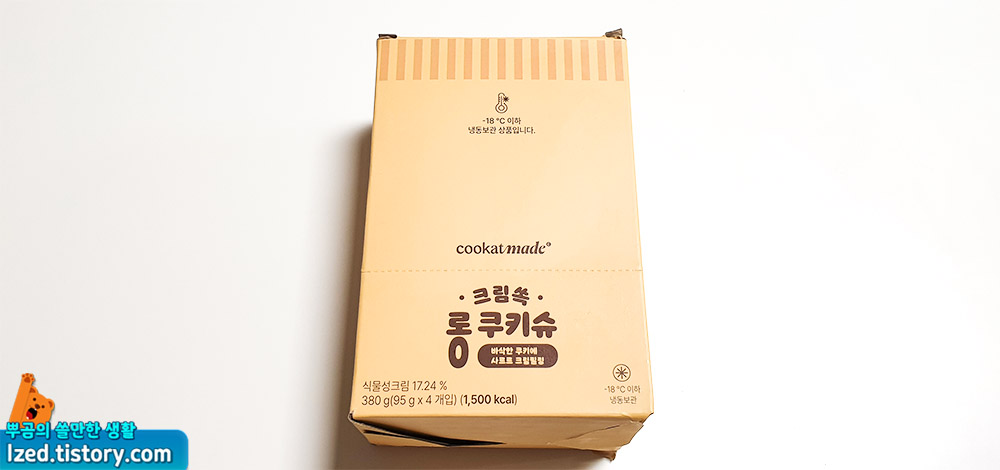 -18 °C 이하
냉동보관 상품입니다.
cookatmade
· 크림쏙 ·
롱 쿠키슈
바삭한 쿠키에
사르르 크림필링
식물성크림 17.24 %
380 g(95 g x 4 개입) (1,500 kcal)
-18 °C 이하
냉동보관
뿌곰의 쓸만한 생활
lzed.tistory.com